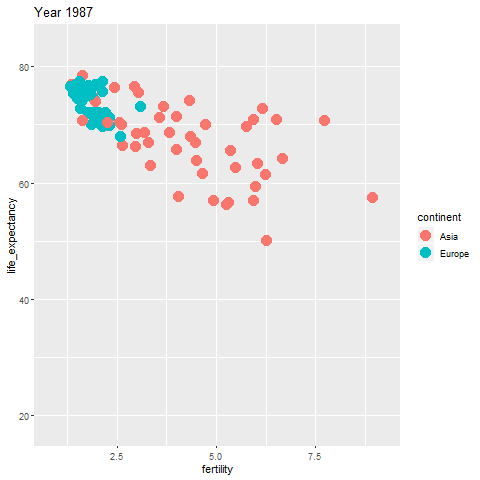 Year 1987
80
60
40
20
life_expectancy
2.5 5.0 7.5
fertility
continent
Asia
Europe